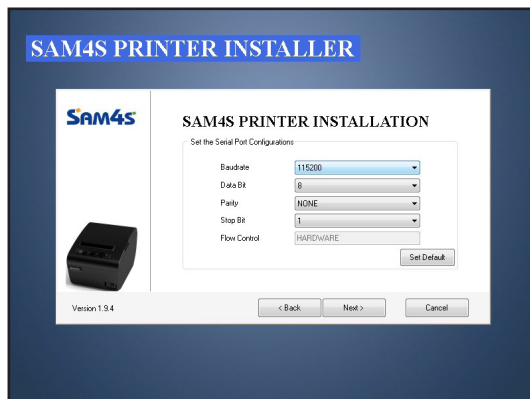 SAM4S PRINTER INSTALLER
SAM4S
SAM4S PRINTER INSTALLATION
Set the Serial Port Configurations
Baudrate 115200
Data Bit 8
Parity NONE
Stop Bit 1
Flow Control HARDWARE
Set Default
Version 1.9.4
< Back Next > Cancel